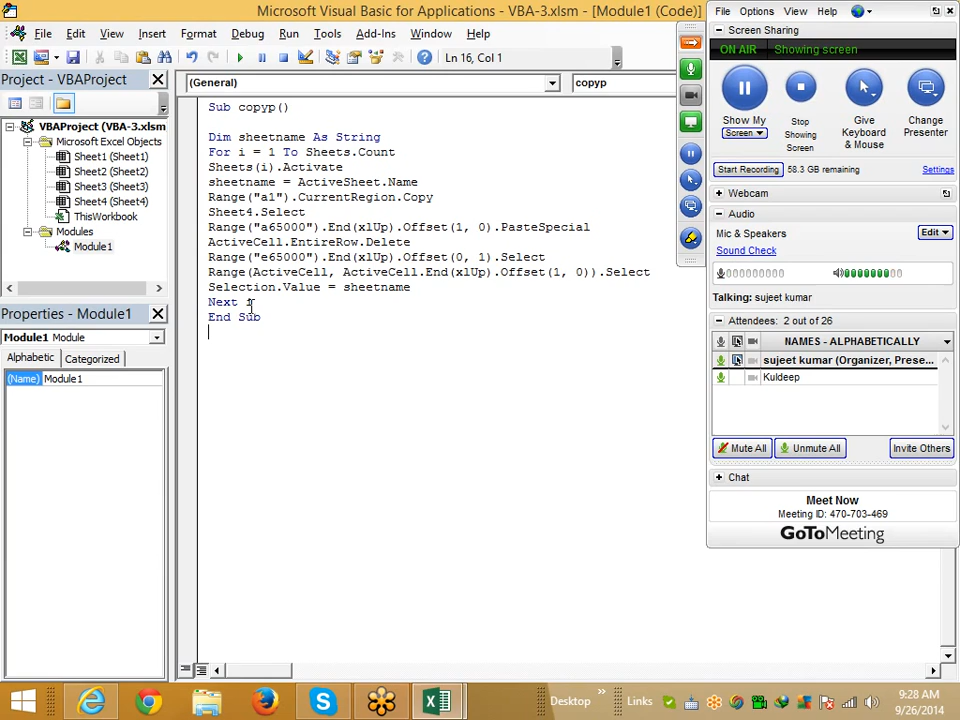 Microsoft Visual Basic for Applications - VBA-3.xlsm - [Module1 (Code)]
File Edit View Insert Format Debug Run Tools Add-Ins Window Help
Ln 16, Col 1
Project - VBAProject
(General)
copyp
VBAProject (VBA-3.xlsm
Microsoft Excel Objects
Sheet1 (Sheet1)
Sheet2 (Sheet2)
Sheet3 (Sheet3)
Sheet4 (Sheet4)
ThisWorkbook
Modules
Module1
Properties - Module1
Module1 Module
Alphabetic Categorized
(Name) Module1
Sub copyp()
Dim sheetname As String
For i = 1 To Sheets.Count
Sheets(i).Activate
sheetname = ActiveSheet.Name
Range("a1").CurrentRegion.Copy
Sheet4.Select
Range("a65000").End(xlUp).Offset(1, 0).PasteSpecial
ActiveCell.EntireRow.Delete
Range("e65000").End(xlUp).Offset(0, 1).Select
Range(ActiveCell, ActiveCell.End(xlUp).Offset(1, 0)).Select
Selection.Value = sheetname
Next i
End Sub
File Options View Help
Screen Sharing
ON AIR Showing screen
Show My
Screen
Stop
Showing
Screen
Give
Keyboard
& Mouse
Change
Presenter
Start Recording 58.3 GB remaining Settings
Webcam
Audio
Mic & Speakers Edit
Sound Check
Talking: sujeet kumar
Attendees: 2 out of 26
NAMES - ALPHABETICALLY
sujeet kumar (Organizer, Prese...
Kuldeep
Mute All Unmute All Invite Others
Chat
Meet Now
Meeting ID: 470-703-469
GoToMeeting
Desktop
Links
9:28 AM
9/26/2014